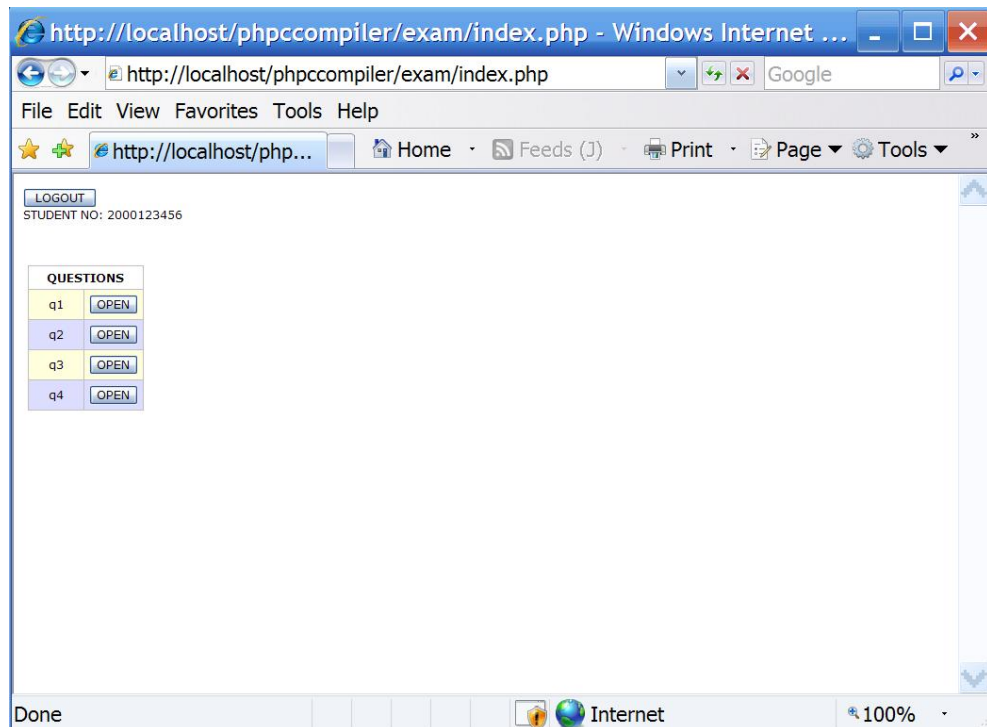 http://localhost/phpccompiler/exam/index.php - Windows Internet ...
http://localhost/phpccompiler/exam/index.php Google
File Edit View Favorites Tools Help
http://localhost/php... Home Feeds (J) Print Page Tools »
LOGOUT
STUDENT NO: 2000123456
QUESTIONS
q1 OPEN
q2 OPEN
q3 OPEN
q4 OPEN
Done Internet 100%